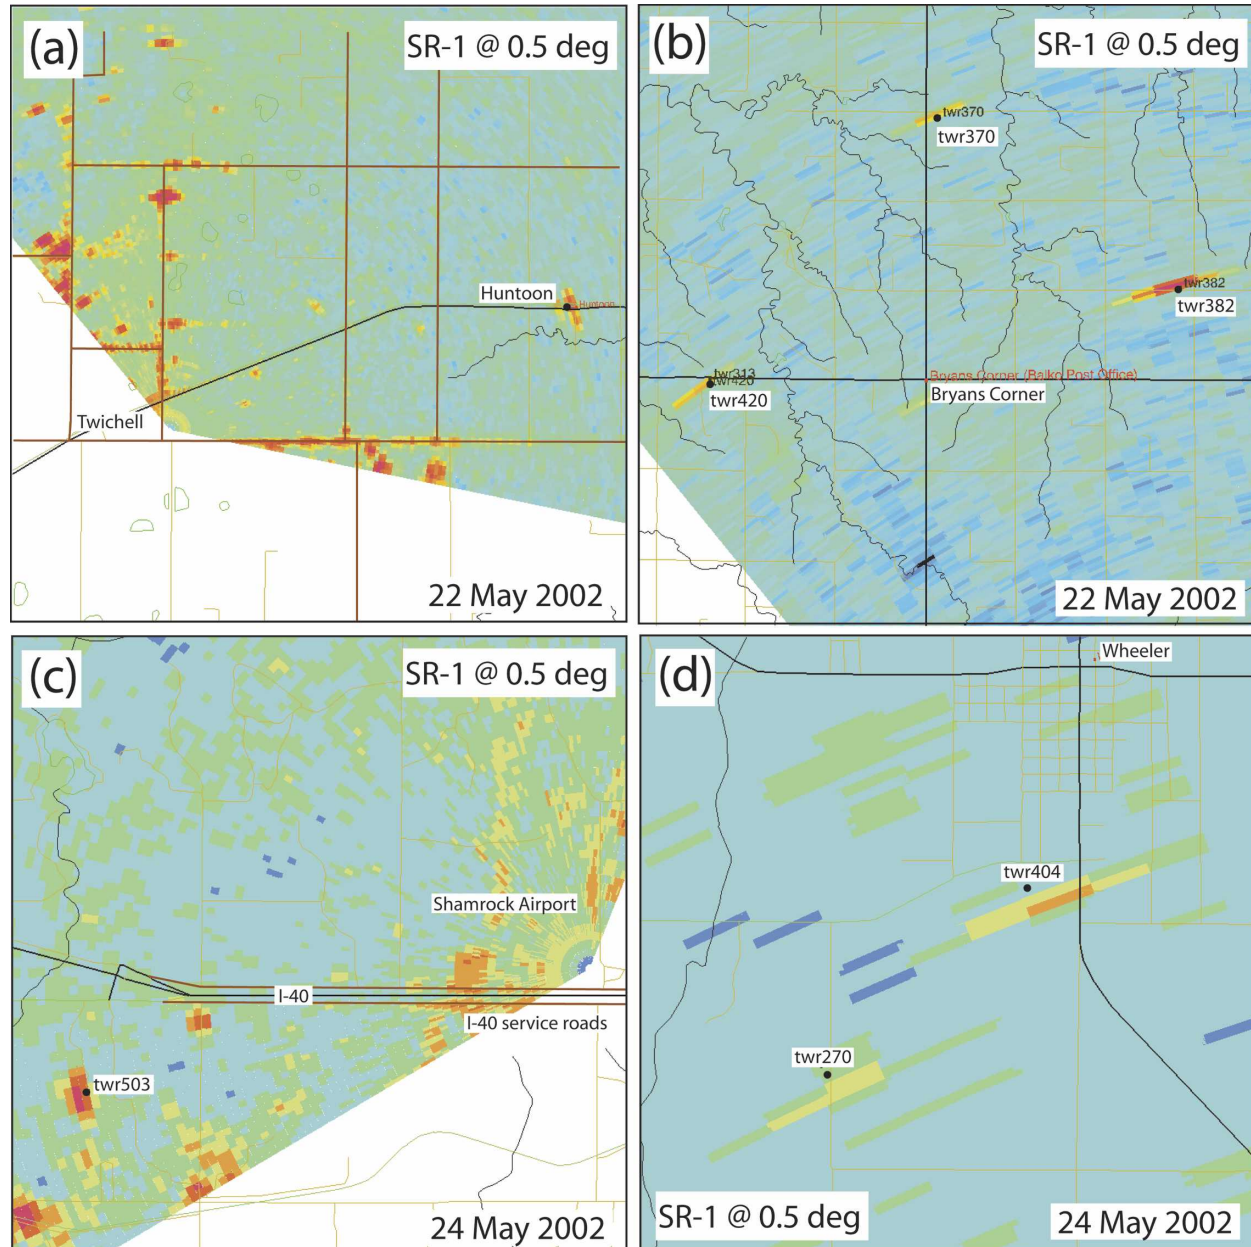 (a)
SR-1 @ 0.5 deg
Huntoon
Huntoon
Twichell
22 May 2002
(b)
SR-1 @ 0.5 deg
twr370
twr370
twr382
twr382
twr313
twr420
twr420
Bryans Corner (Balko Post Office)
Bryans Corner
22 May 2002
(c)
SR-1 @ 0.5 deg
Shamrock Airport
I-40
I-40 service roads
twr503
24 May 2002
(d)
Wheeler
twr404
twr270
SR-1 @ 0.5 deg
24 May 2002